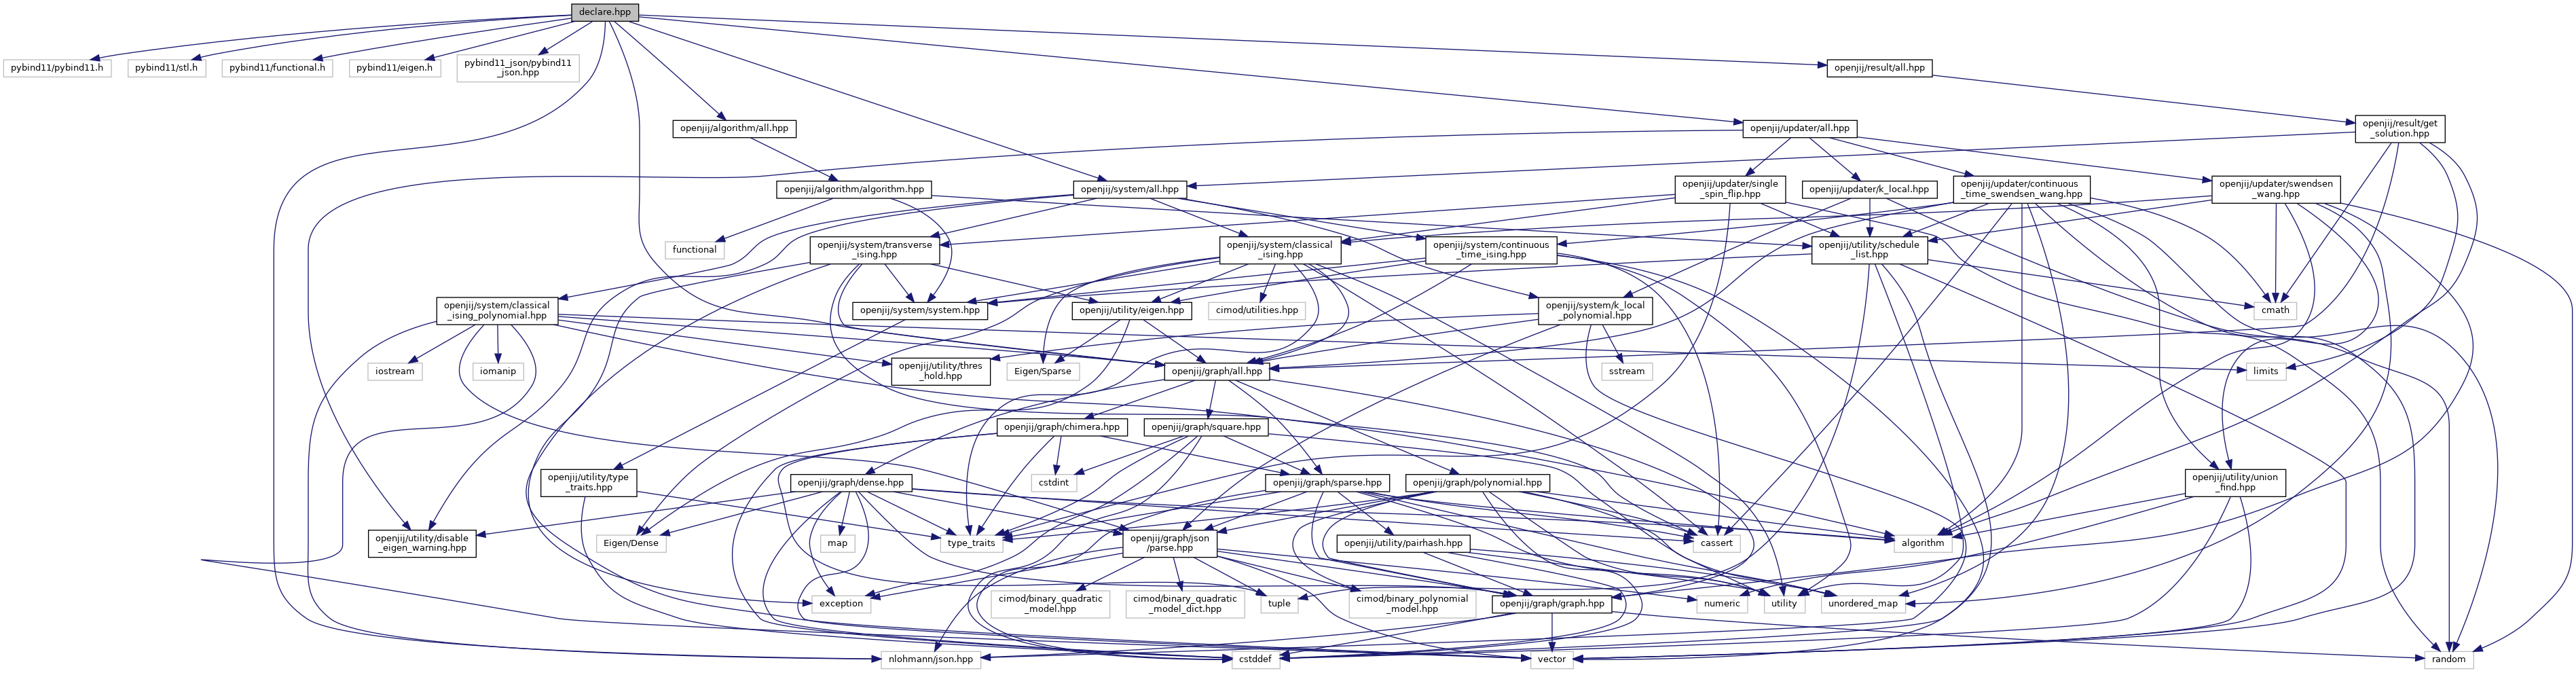 declare.hpp
pybind11/pybind11.h
pybind11/stl.h
pybind11/functional.h
pybind11/eigen.h
pybind11_json/pybind11
_json.hpp
openjij/result/all.hpp
openjij/algorithm/all.hpp
openjij/updater/all.hpp
openjij/result/get
_solution.hpp
openjij/algorithm/algorithm.hpp
openjij/system/all.hpp
openjij/updater/single
_spin_flip.hpp
openjij/updater/k_local.hpp
openjij/updater/continuous
_time_swendsen_wang.hpp
openjij/updater/swendsen
_wang.hpp
functional
openjij/system/transverse
_ising.hpp
openjij/system/classical
_ising.hpp
openjij/system/continuous
_time_ising.hpp
openjij/utility/schedule
_list.hpp
openjij/system/classical
_ising_polynomial.hpp
openjij/system/system.hpp
openjij/utility/eigen.hpp
cimod/utilities.hpp
openjij/system/k_local
_polynomial.hpp
cmath
iostream
iomanip
openjij/utility/thres
_hold.hpp
Eigen/Sparse
openjij/graph/all.hpp
sstream
limits
openjij/graph/chimera.hpp
openjij/graph/square.hpp
openjij/utility/type
_traits.hpp
openjij/graph/dense.hpp
cstdint
openjij/graph/sparse.hpp
openjij/graph/polynomial.hpp
openjij/utility/union
_find.hpp
openjij/utility/disable
_eigen_warning.hpp
Eigen/Dense
map
type_traits
openjij/graph/json
/parse.hpp
openjij/utility/pairhash.hpp
cassert
algorithm
exception
cimod/binary_quadratic
_model.hpp
cimod/binary_quadratic
_model_dict.hpp
tuple
cimod/binary_polynomial
_model.hpp
openjij/graph/graph.hpp
numeric
utility
unordered_map
nlohmann/json.hpp
cstddef
vector
random